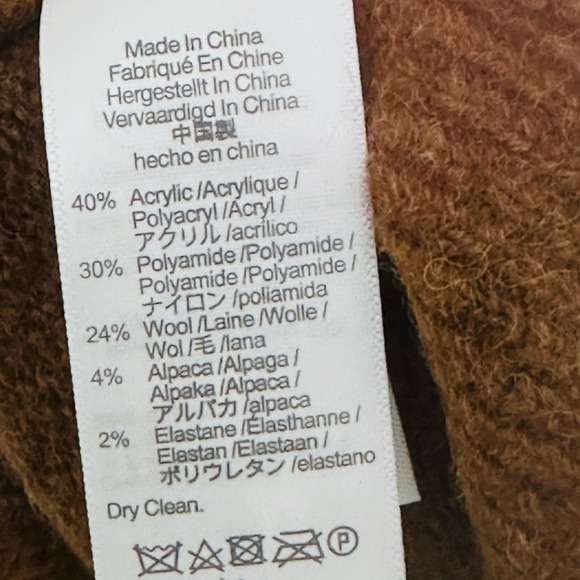 Made In China
Fabriqué En Chine
Hergestellt In China
Vervaardigd In China
中国製
hecho en china
40% Acrylic /Acrylique /
Polyacryl /Acryl /
アクリル /acrilico
30% Polyamide /Polyamide /
Polyamide /Polyamide /
ナイロン /poliamida
24% Wool /Laine /Wolle /
Wol /毛 /lana
4% Alpaca /Alpaga /
Alpaka /Alpaca /
アルパカ /alpaca
2% Elastane /Élasthanne /
Elastan /Elastaan /
ポリウレタン /elastano
Dry Clean.
P